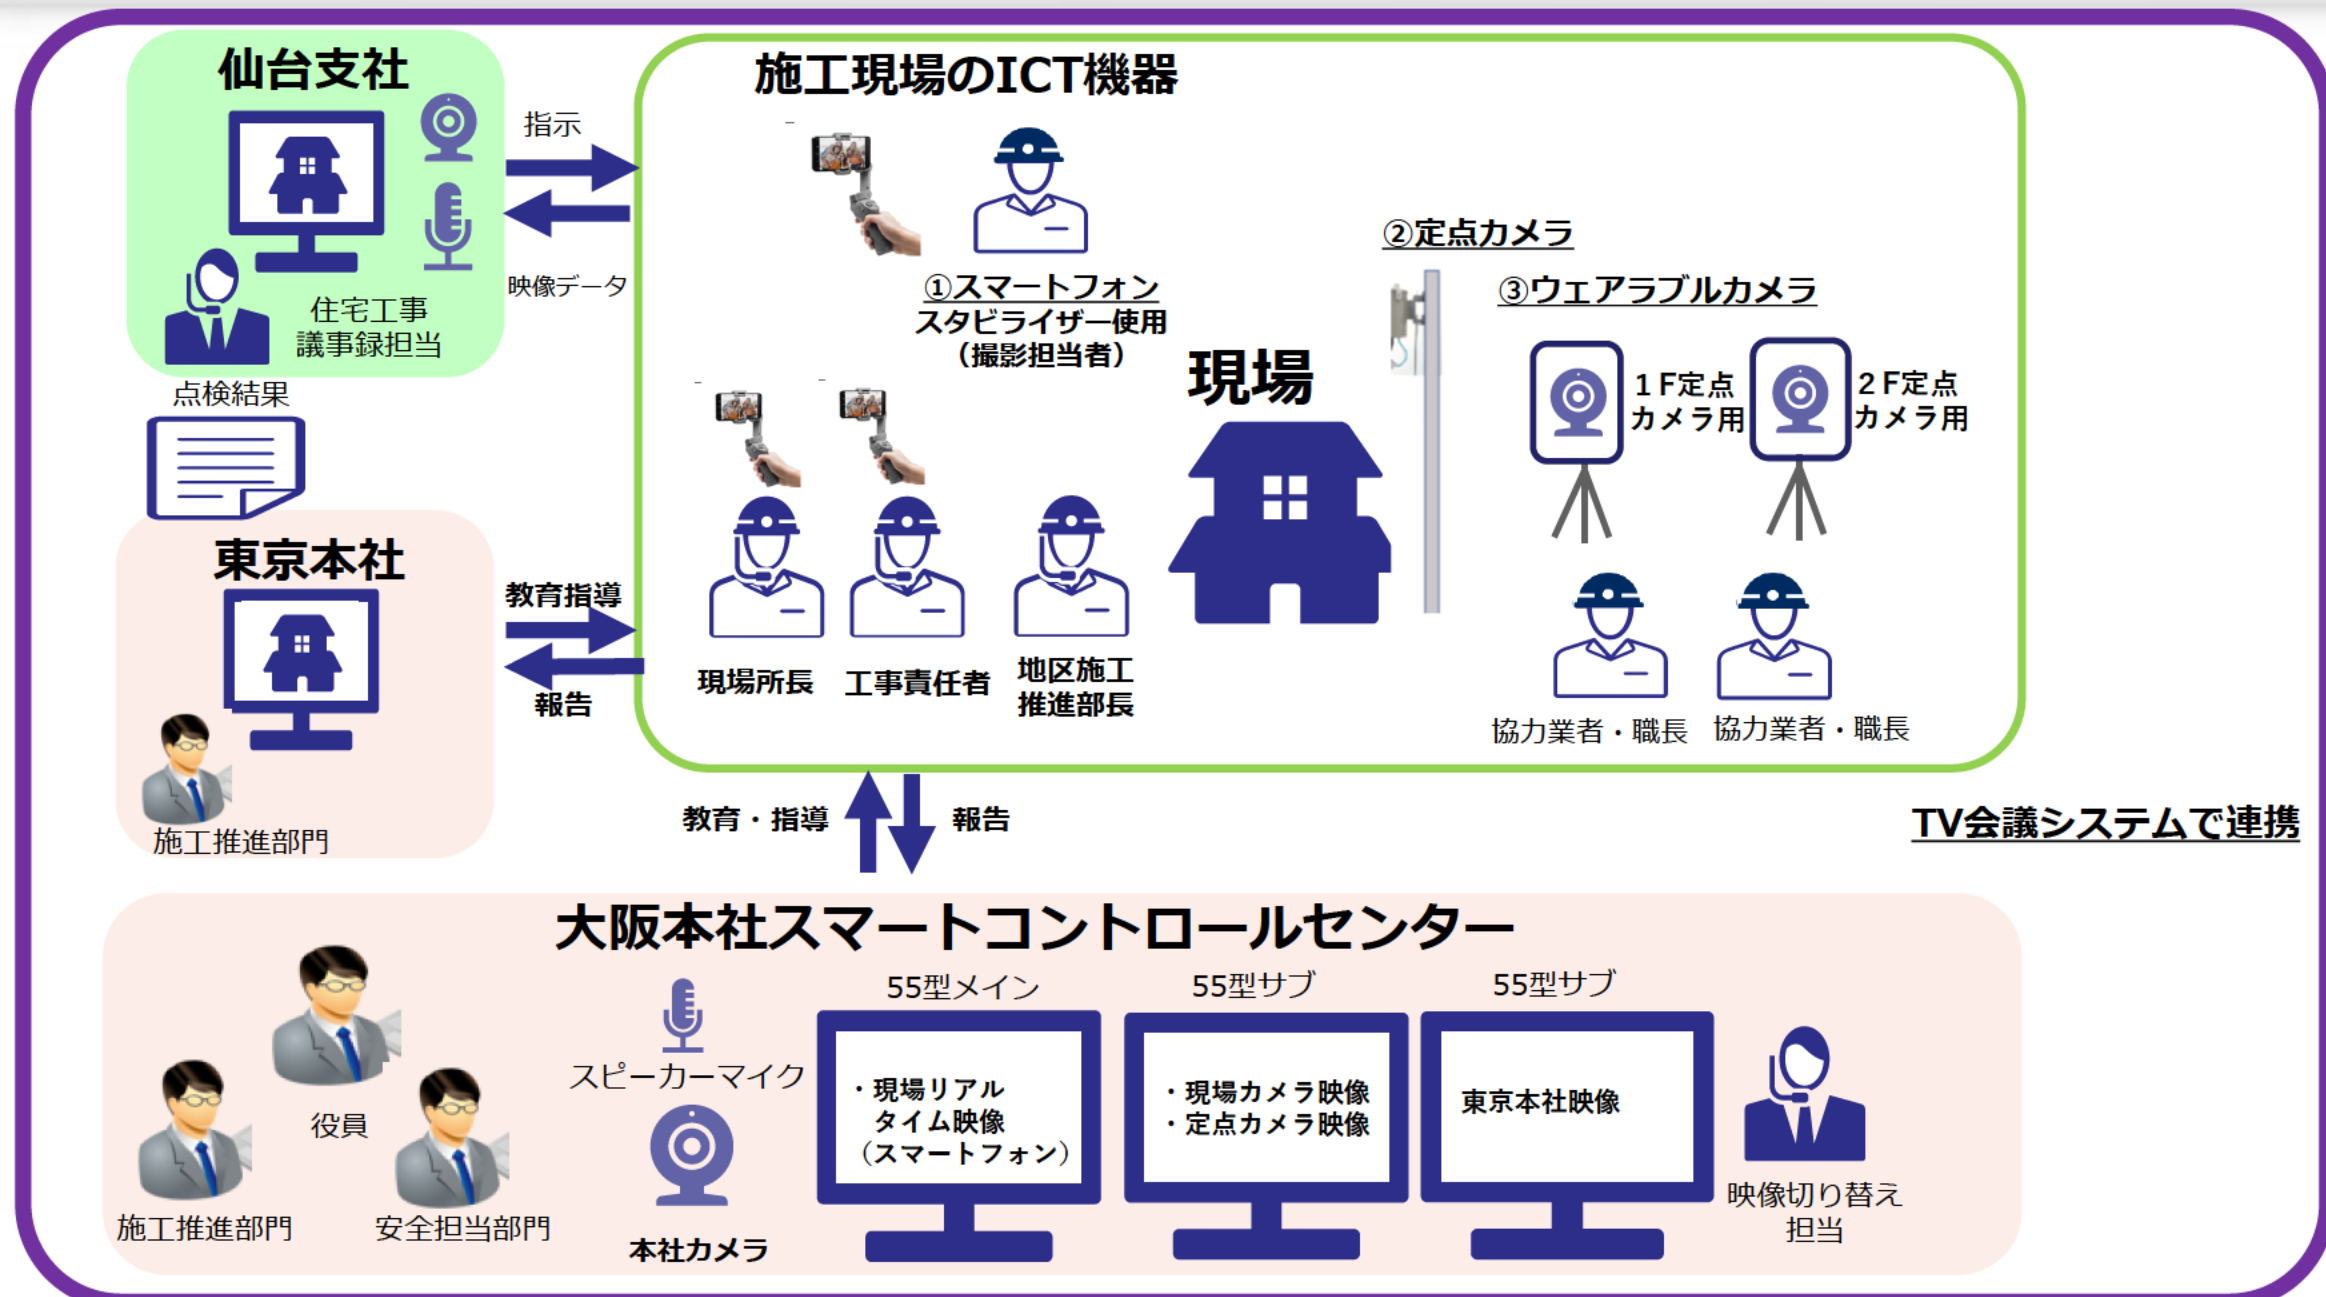 仙台支社
指示
映像データ
住宅工事
議事録担当
点検結果
東京本社
教育指導
報告
施工推進部門
施工現場のICT機器
①スマートフォン
スタビライザー使用
（撮影担当者）
現場
②定点カメラ
③ウェアラブルカメラ
1F定点
カメラ用
2F定点
カメラ用
現場所長
工事責任者
地区施工
推進部長
協力業者・職長
協力業者・職長
教育・指導
報告
TV会議システムで連携
大阪本社スマートコントロールセンター
役員
施工推進部門
安全担当部門
スピーカーマイク
本社カメラ
55型メイン
・現場リアル
タイム映像
（スマートフォン）
55型サブ
・現場カメラ映像
・定点カメラ映像
55型サブ
東京本社映像
映像切り替え
担当